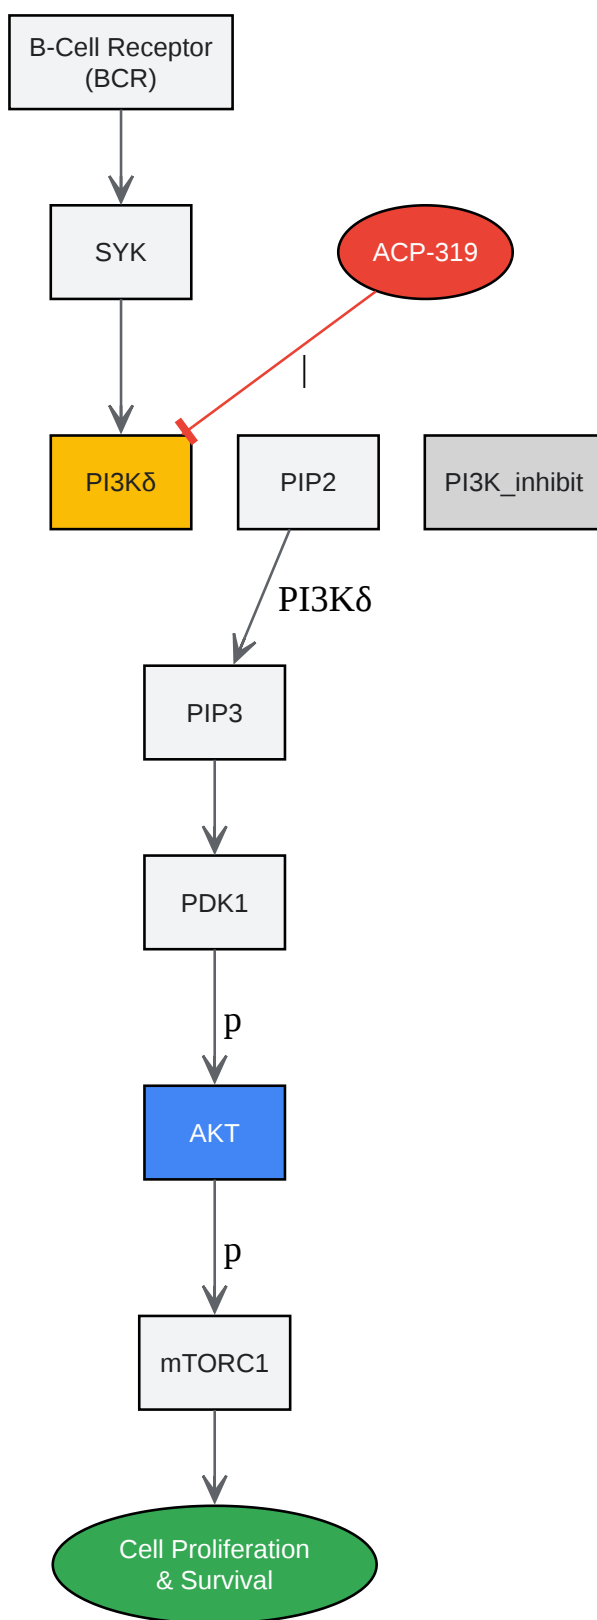 B-Cell Receptor
(BCR)
SYK
ACP-319
|
PI3Kδ
PIP2
PI3K_inhibit
PI3Kδ
PIP3
PDK1
p
AKT
p
mTORC1
Cell Proliferation
& Survival